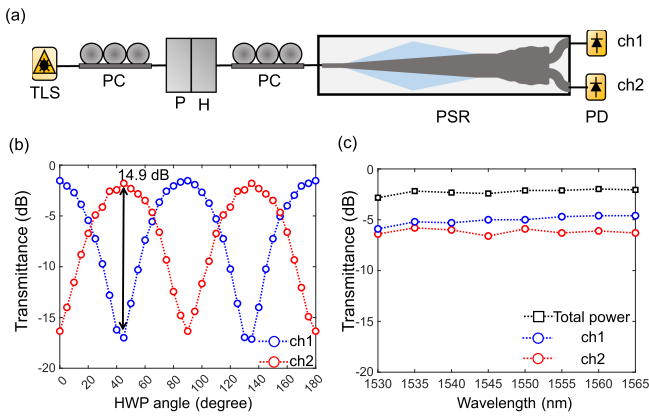 (a)
TLS
PC
P
H
PC
PSR
PD
ch1
ch2
(b)
Transmittance (dB)
0
-5
-10
-15
-20
14.9 dB
ch1
ch2
0
20
40
60
80
100
120
140
160
180
HWP angle (degree)
(c)
Transmittance (dB)
0
-5
-10
-15
-20
Total power
ch1
ch2
1530
1535
1540
1545
1550
1555
1560
1565
Wavelength (nm)